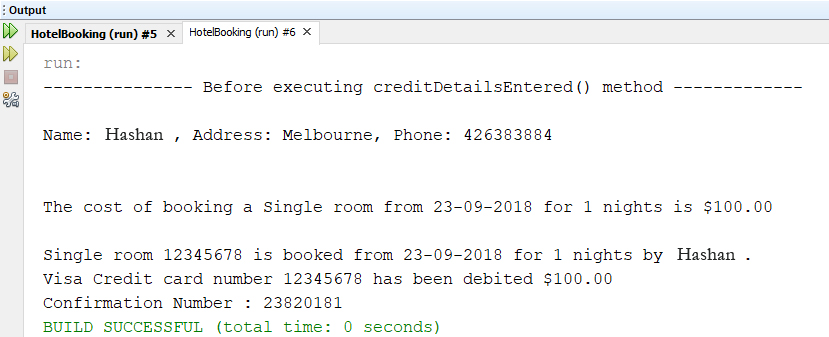 Output
HotelBooking (run) #5 × HotelBooking (run) #6 ×
run:
--------------- Before executing creditDetailsEntered() method -------------
Name: Hashan , Address: Melbourne, Phone: 426383884
The cost of booking a Single room from 23-09-2018 for 1 nights is $100.00
Single room 12345678 is booked from 23-09-2018 for 1 nights by Hashan .
Visa Credit card number 12345678 has been debited $100.00
Confirmation Number : 23820181
BUILD SUCCESSFUL (total time: 0 seconds)